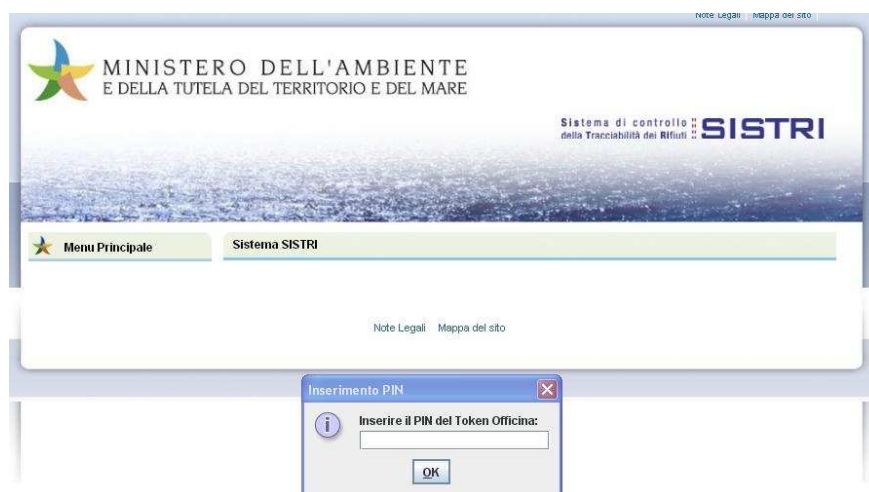 Note Legali Mappa del sito
MINISTERO DELL'AMBIENTE
E DELLA TUTELA DEL TERRITORIO E DEL MARE
Sistema di controllo
della Tracciabilità dei Rifiuti
SISTRI
Menu Principale
Sistema SISTRI
Note Legali Mappa del sito
Inserimento PIN
Inserire il PIN del Token Officina:
OK